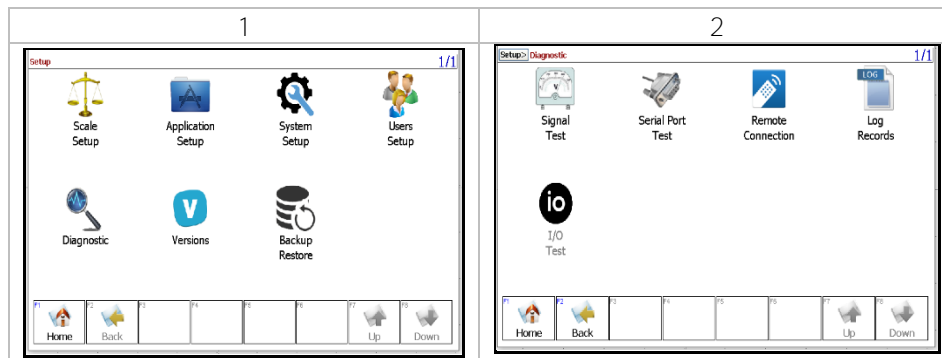 1
2
Setup
1/1
Scale
Setup
Application
Setup
System
Setup
Users
Setup
Diagnostic
V
Versions
Backup
Restore
F1
F2
F3
F4
F5
F6
F7
F8
Home
Back
Up
Down
Setup> Diagnostic
1/1
V
Signal
Test
Serial Port
Test
Remote
Connection
LOG
Log
Records
io
I/O
Test
F1
F2
F3
F4
F5
F6
F7
F8
Home
Back
Up
Down